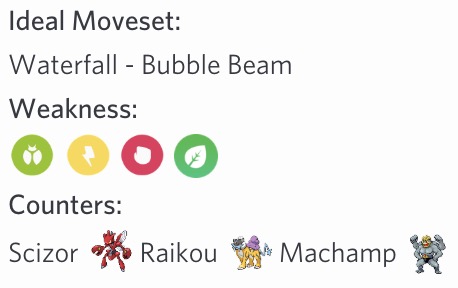 Ideal Moveset:
Waterfall - Bubble Beam
Weakness:
Counters:
Scizor Raikou Machamp